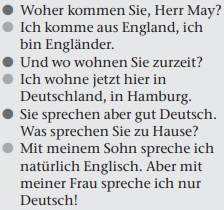 ● Woher kommen Sie, Herr May?
● Ich komme aus England, ich
bin Engländer.
● Und wo wohnen Sie zurzeit?
● Ich wohne jetzt hier in
Deutschland, in Hamburg.
● Sie sprechen aber gut Deutsch.
Was sprechen Sie zu Hause?
● Mit meinem Sohn spreche ich
natürlich Englisch. Aber mit
meiner Frau spreche ich nur
Deutsch!